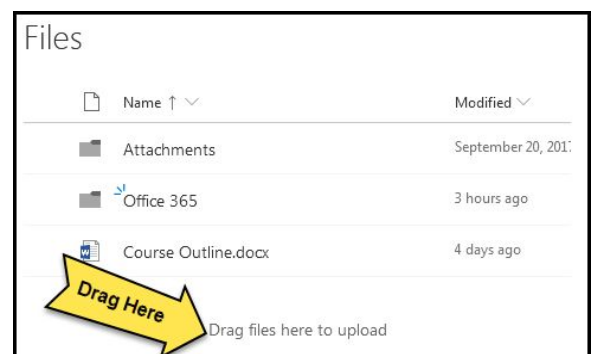 Files
Name ↑ Modified
Attachments September 20, 201
Office 365 3 hours ago
Course Outline.docx 4 days ago
Drag Here
Drag files here to upload